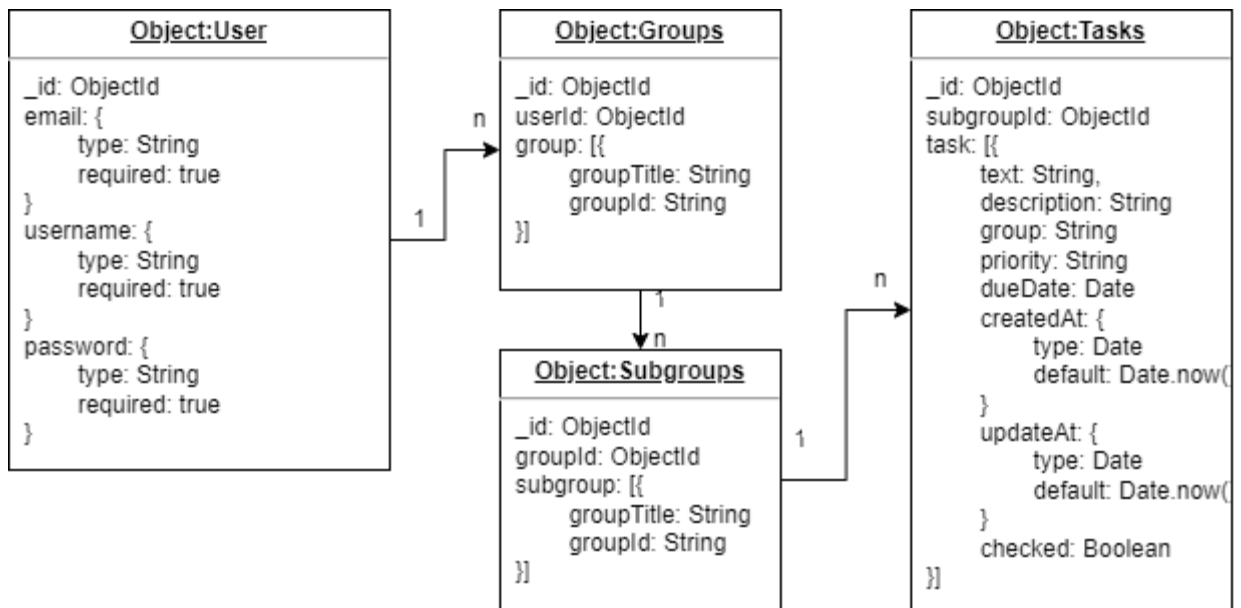 Object:User
_id: ObjectId
email: {
type: String
required: true
}
username: {
type: String
required: true
}
password: {
type: String
required: true
}
1
n
Object:Groups
_id: ObjectId
userId: ObjectId
group: [{
groupTitle: String
groupId: String
}]
1
n
Object:Subgroups
_id: ObjectId
groupId: ObjectId
subgroup: [{
groupTitle: String
groupId: String
}]
1
n
Object:Tasks
_id: ObjectId
subgroupId: ObjectId
task: [{
text: String,
description: String
group: String
priority: String
dueDate: Date
createdAt: {
type: Date
default: Date.now()
}
updateAt: {
type: Date
default: Date.now()
}
checked: Boolean
}]